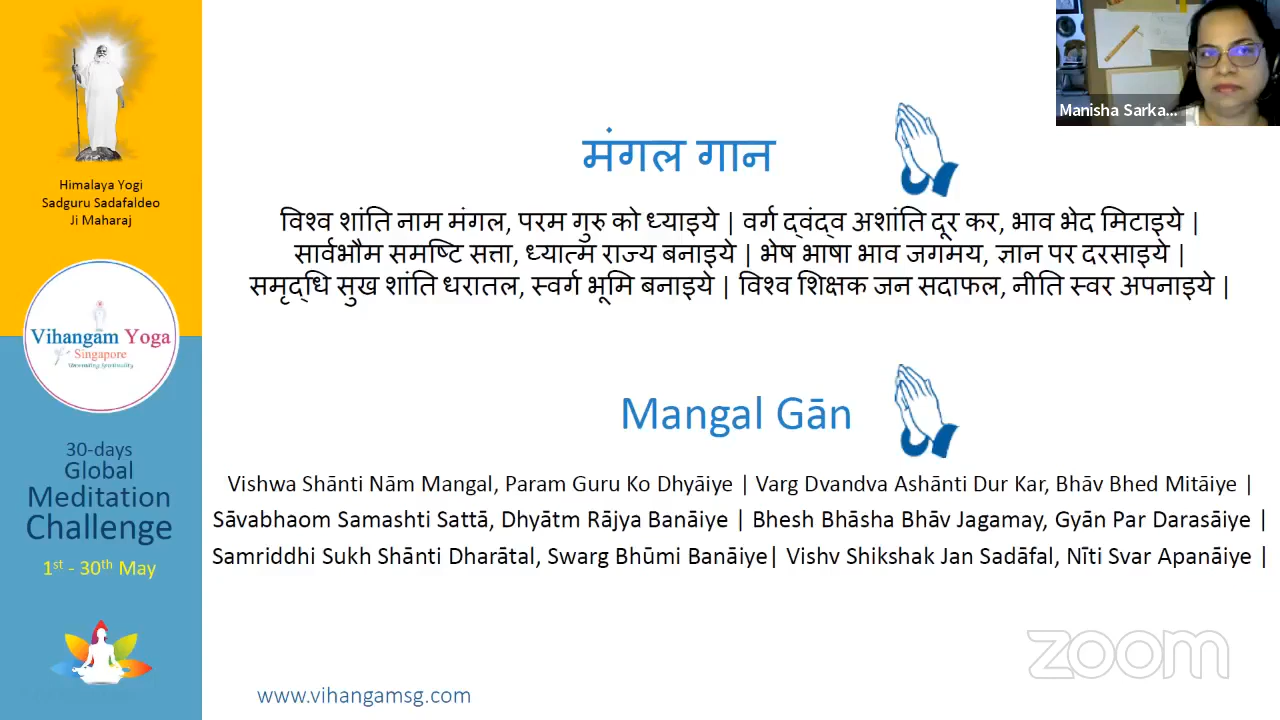 Himalaya Yogi
Sadguru Sadafaldeo
Ji Maharaj
Vihangam Yoga
Singapore
30-days
Global
Meditation
Challenge
1st - 30th May
मंगल गान
विश्व शांति नाम मंगल, परम गुरु को ध्याइये | वर्ग द्वंद्व अशांति दूर कर, भाव भेद मिटाइये |
सार्वभौम समष्टि सत्ता, ध्यात्म राज्य बनाइये | भेष भाषा भाव जगमय, ज्ञान पर दरसाइये |
समृद्धि सुख शांति धरातल, स्वर्ग भूमि बनाइये | विश्व शिक्षक जन सदाफल, नीति स्वर अपनाइये |
Mangal Gān
Vishwa Shānti Nām Mangal, Param Guru Ko Dhyāiye | Varg Dvandva Ashānti Dur Kar, Bhāv Bhed Mitāiye |
Sāvabhaom Samashti Sattā, Dhyātm Rājya Banāiye | Bhesh Bhāsha Bhāv Jagamay, Gyān Par Darasāiye |
Samriddhi Sukh Shānti Dharātal, Swarg Bhūmi Banāiye| Vishv Shikshak Jan Sadāfal, Nīti Svar Apanāiye |
www.vihangamsg.com
Manisha Sarka...
zoom